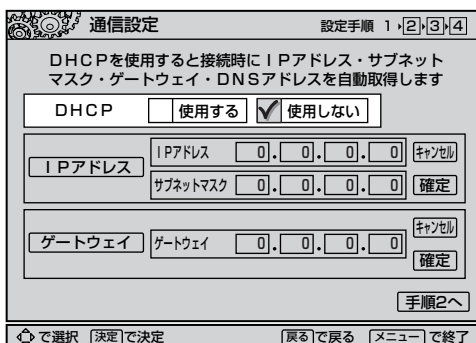 通信設定 設定手順 1 2 3 4
DHCPを使用すると接続時にIPアドレス・サブネット
マスク・ゲートウェイ・DNSアドレスを自動取得します
DHCP 使用する 使用しない
IPアドレス IPアドレス 0. 0. 0. 0 キャンセル
サブネットマスク 0. 0. 0. 0 確定
ゲートウェイ ゲートウェイ 0. 0. 0. 0 キャンセル
確定
手順2へ
で選択 決定で決定 戻るで戻る メニューで終了